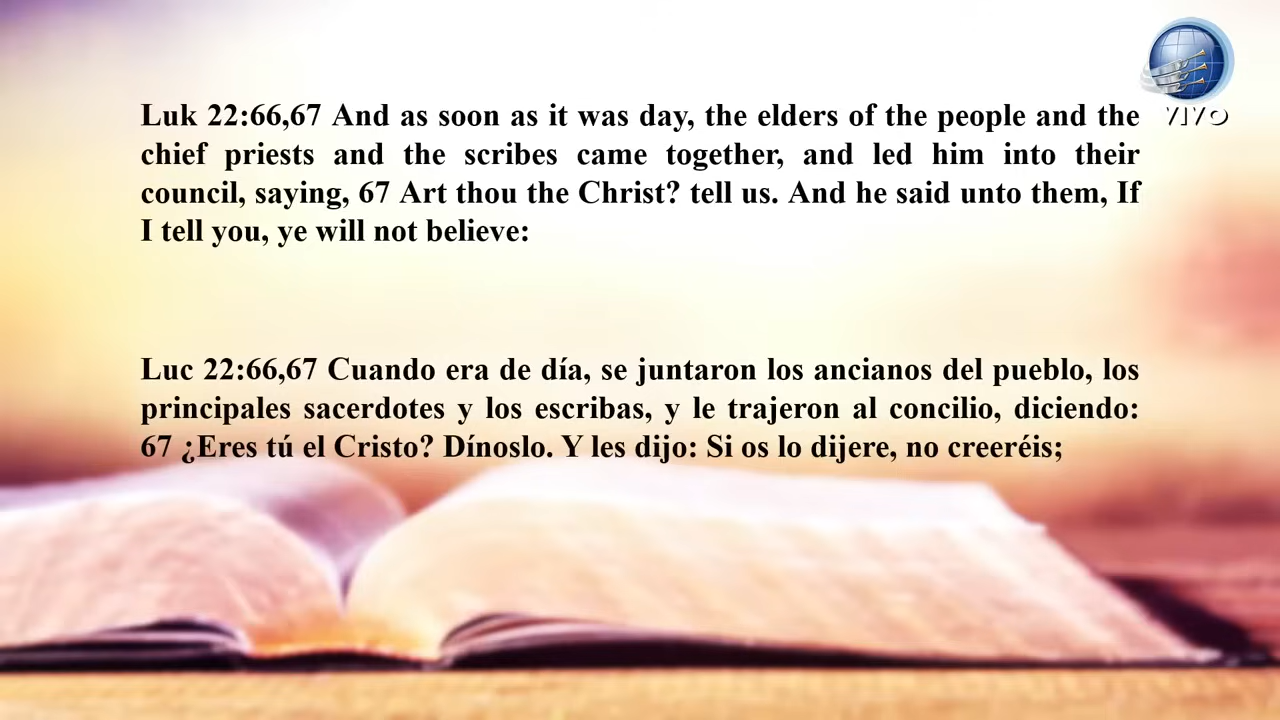 Luk 22:66,67 And as soon as it was day, the elders of the people and the
chief priests and the scribes came together, and led him into their
council, saying, 67 Art thou the Christ? tell us. And he said unto them, If
I tell you, ye will not believe:
Luc 22:66,67 Cuando era de día, se juntaron los ancianos del pueblo, los
principales sacerdotes y los escribas, y le trajeron al concilio, diciendo:
67 ¿Eres tú el Cristo? Dínoslo. Y les dijo: Si os lo dijere, no creeréis;
VIVO